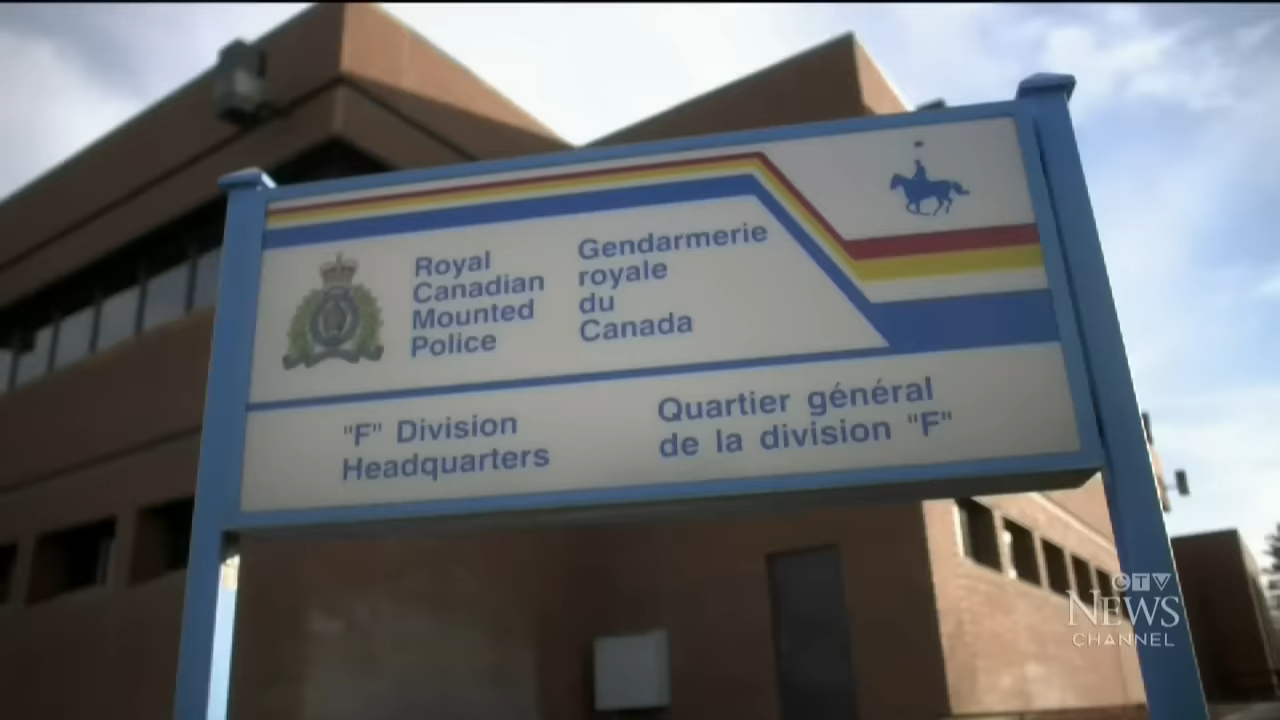 Royal
Canadian
Mounted
Police
Gendarmerie
royale
du
Canada
"F" Division
Headquarters
Quartier général
de la division "F"
CTV
NEWS
CHANNEL